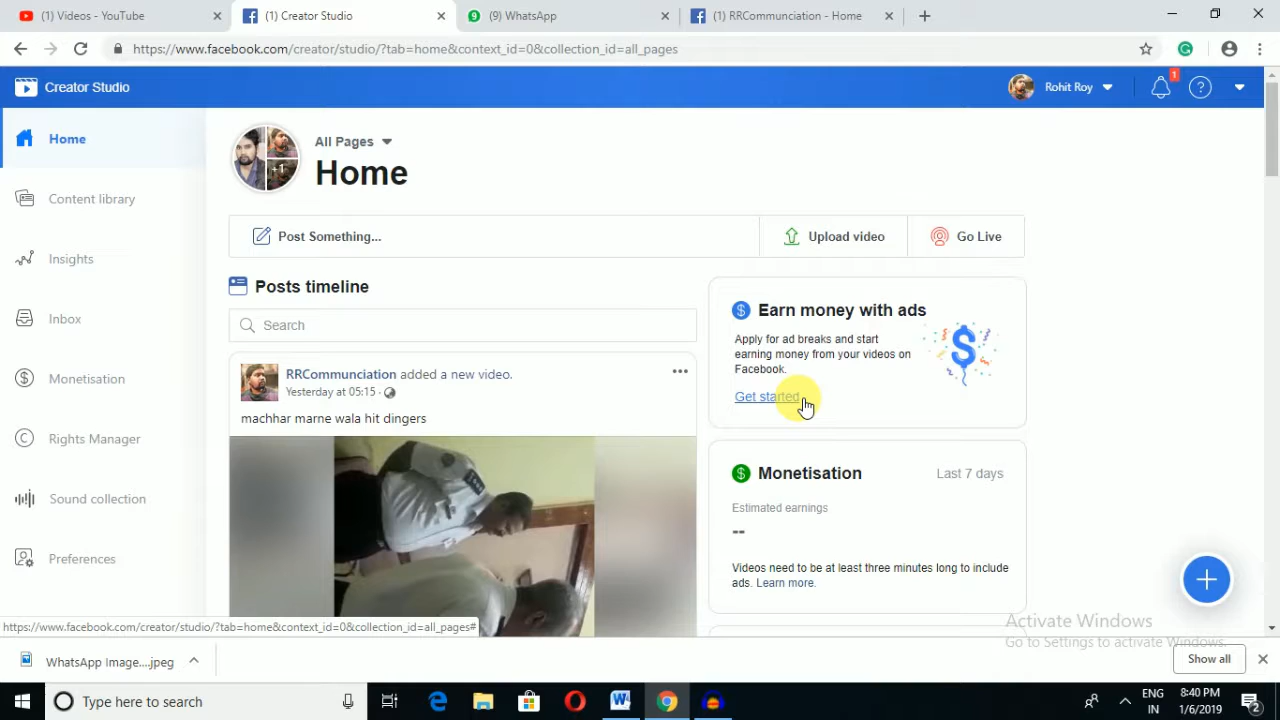 (1) Videos - YouTube
(1) Creator Studio
(9) WhatsApp
(1) RRCommunciation - Home
https://www.facebook.com/creator/studio/?tab=home&context_id=0&collection_id=all_pages
Creator Studio
Rohit Roy
1
?
Home
Content library
Insights
Inbox
Monetisation
Rights Manager
Sound collection
Preferences
+1
All Pages
Home
Post Something...
Upload video
Go Live
Posts timeline
Search
RRCommunciation added a new video.
Yesterday at 05:15 ·
machhar marne wala hit dingers
Earn money with ads
Apply for ad breaks and start
earning money from your videos on
Facebook.
Get started
Monetisation
Last 7 days
Estimated earnings
--
Videos need to be at least three minutes long to include
ads. Learn more.
Activate Windows
Go to Settings to activate Windows.
https://www.facebook.com/creator/studio/?tab=home&context_id=0&collection_id=all_pages#
WhatsApp Image....jpeg
Show all
Type here to search
ENG
IN
8:40 PM
1/6/2019
2